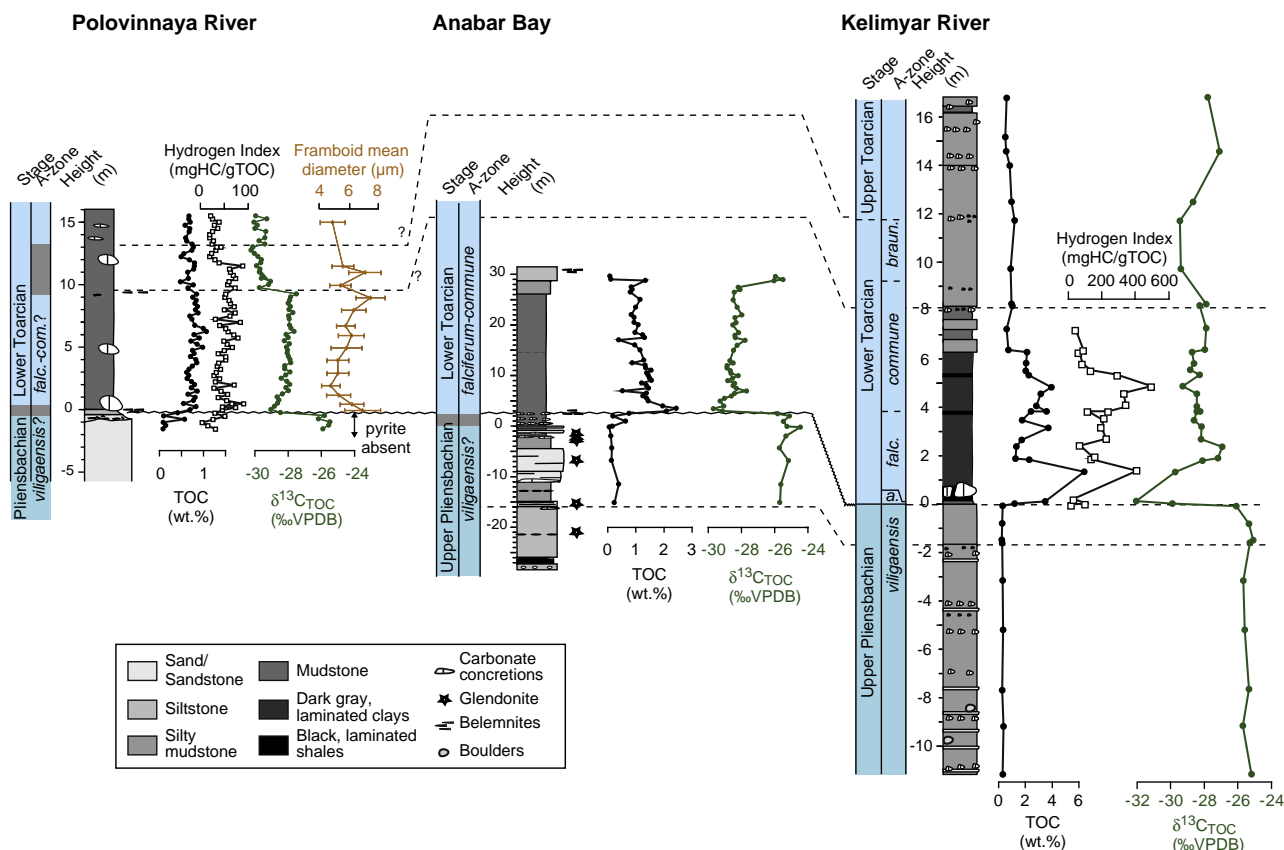 Polovinnaya River
Anabar Bay
Kelimyar River
Stage
A-zone
Height
(m)
Hydrogen Index
(mgHC/gTOC)
0 100
Framboid mean
diameter (µm)
4 6 8
Lower Toarcian
falc-com.?
Pliensbachian
viligaensis?
15
10
5
0
-5
?
?
pyrite
absent
0 1
TOC
(wt.%)
-30 -28 -26 -24
δ13CTOC
(‰VPDB)
Stage
A-zone
Height
(m)
Lower Toarcian
falciferum-commune
Upper Pliensbachian
viligaensis?
30
20
10
0
-10
-20
0 1 2 3
TOC
(wt.%)
-30 -28 -26 -24
δ13CTOC
(‰VPDB)
Stage
A-zone
Height
(m)
Upper Toarcian
Lower Toarcian
braun.
commune
falc.
a.
Upper Pliensbachian
viligaensis
16
14
12
10
8
6
4
2
0
-2
-4
-6
-8
-10
Hydrogen Index
(mgHC/gTOC)
0 200 400 600
0 2 4 6
TOC
(wt.%)
-32 -30 -28 -26 -24
δ13CTOC
(‰VPDB)
Sand/
Sandstone
Siltstone
Silty
mudstone
Mudstone
Dark gray,
laminated clays
Black, laminated
shales
Carbonate
concretions
Glendonite
Belemnites
Boulders